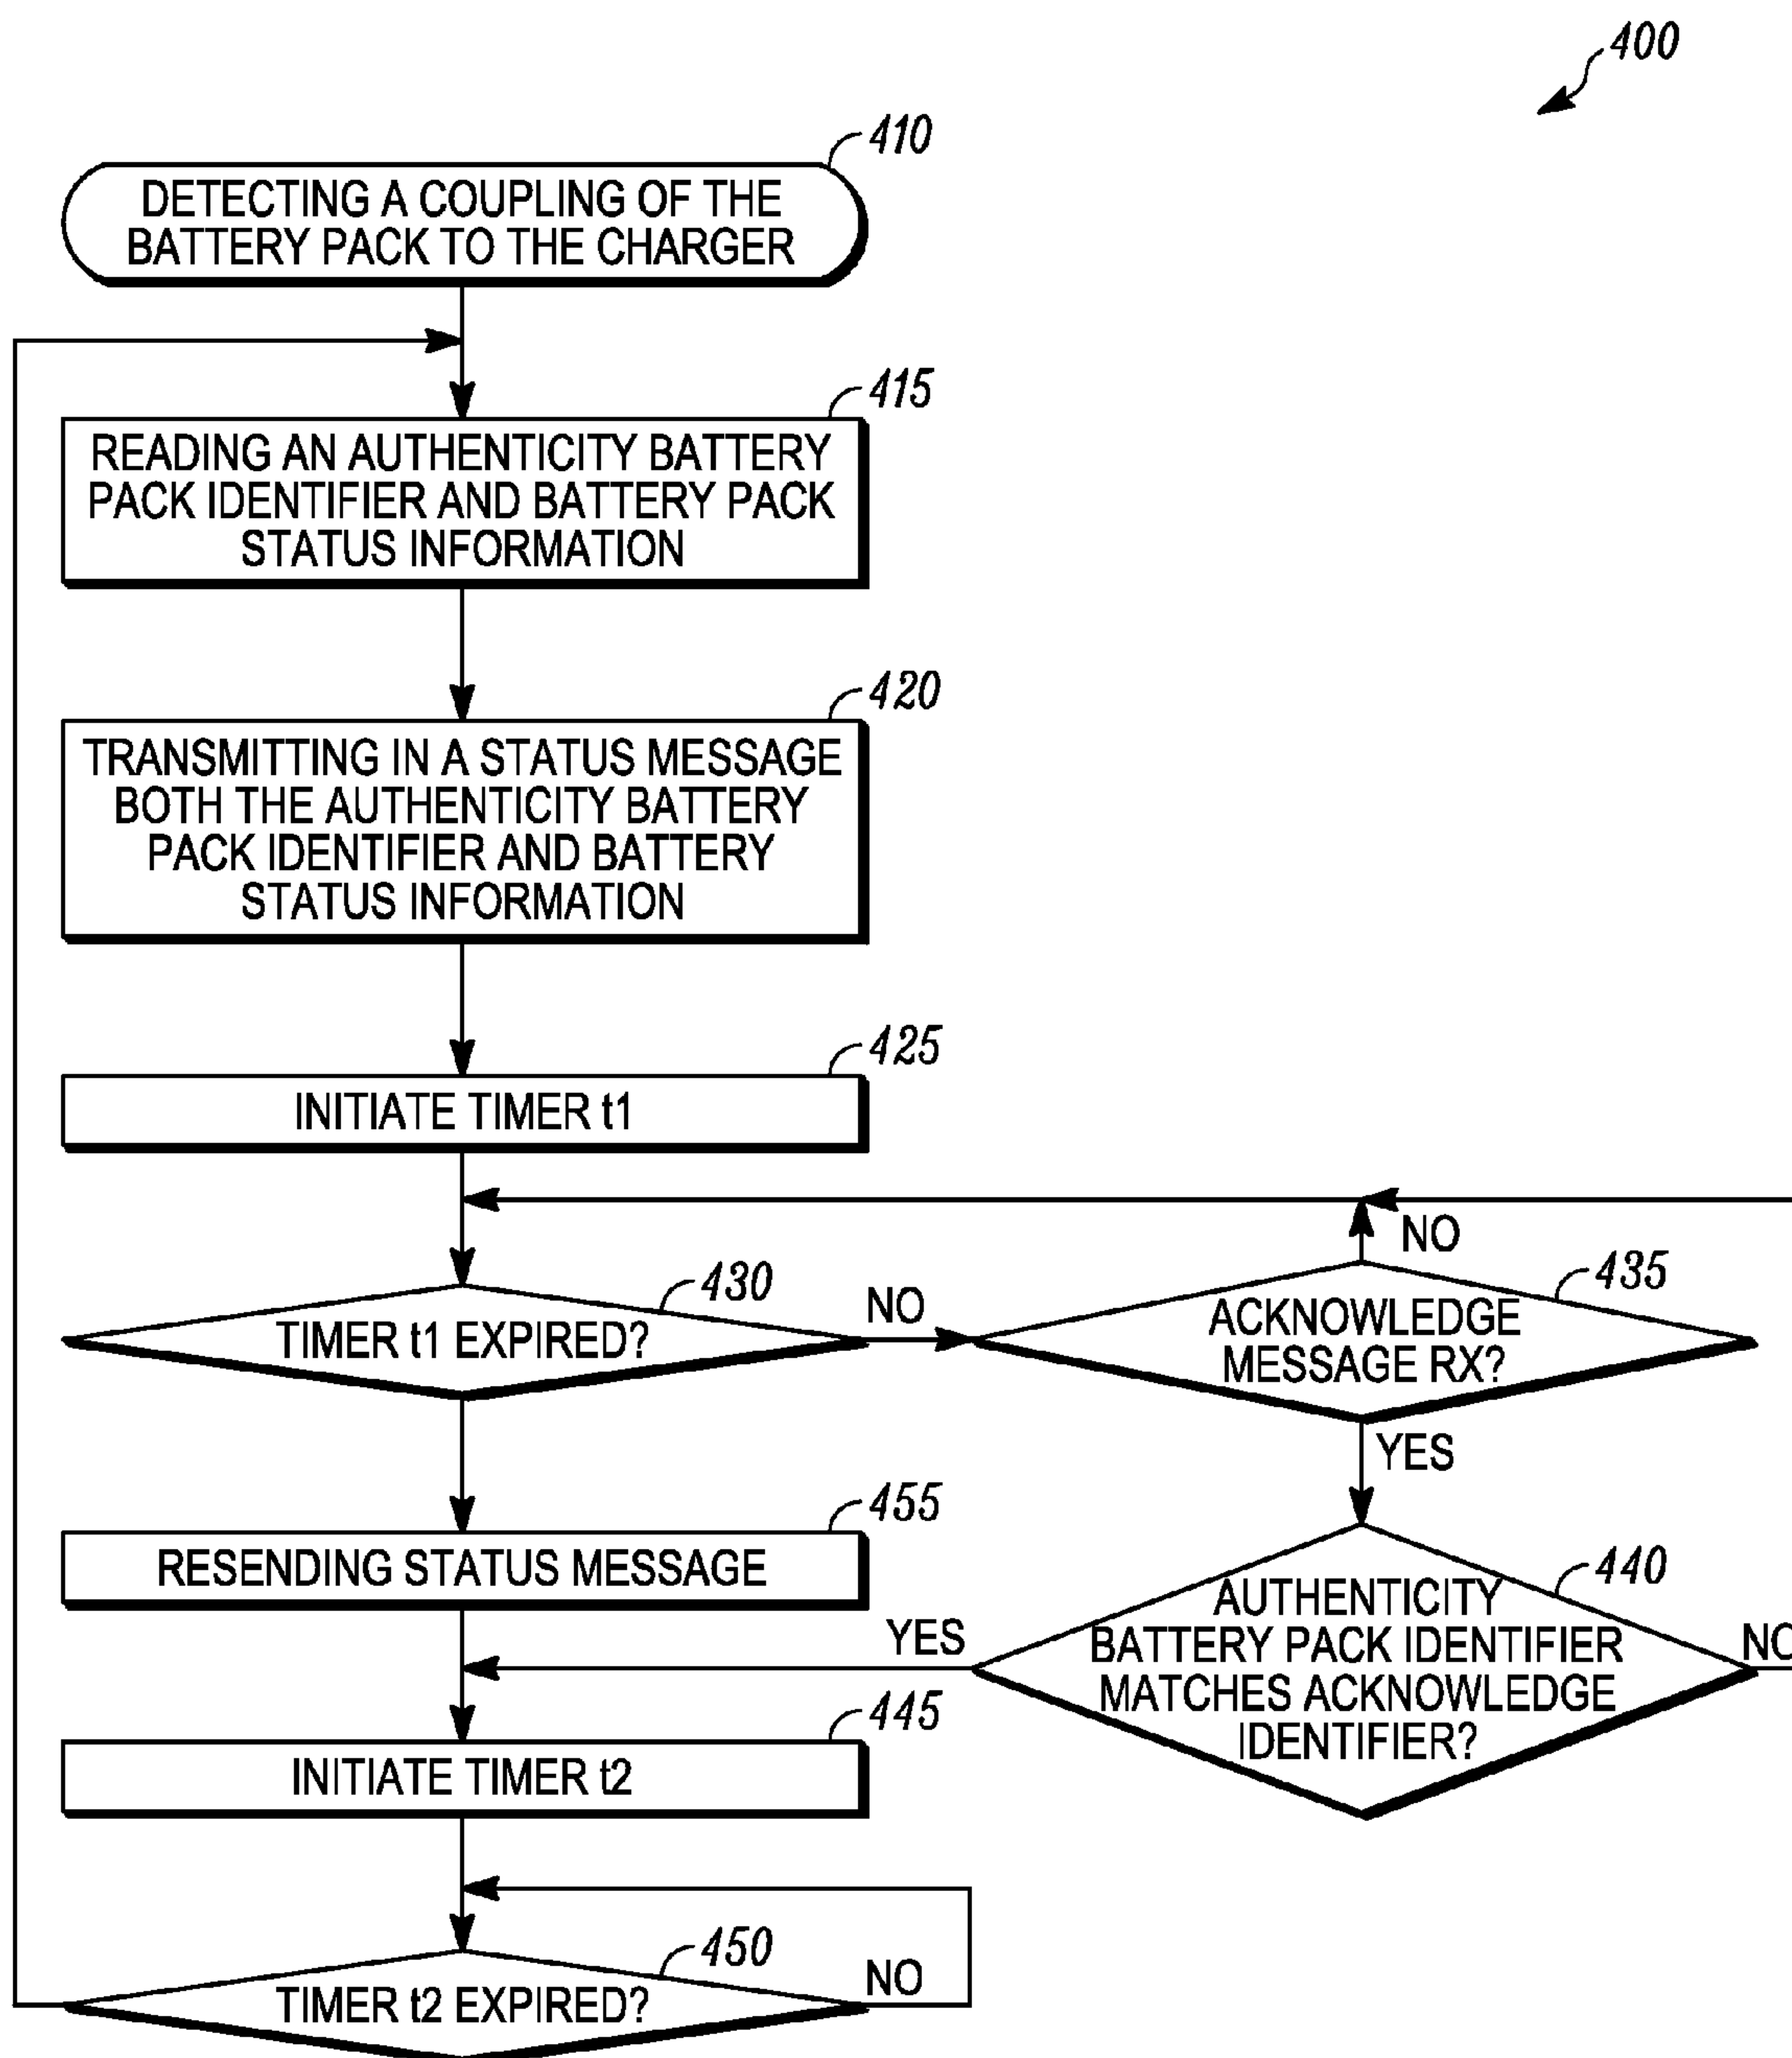 400
410
DETECTING A COUPLING OF THE
BATTERY PACK TO THE CHARGER
415
READING AN AUTHENTICITY BATTERY
PACK IDENTIFIER AND BATTERY PACK
STATUS INFORMATION
420
TRANSMITTING IN A STATUS MESSAGE
BOTH THE AUTHENTICITY BATTERY
PACK IDENTIFIER AND BATTERY
STATUS INFORMATION
425
INITIATE TIMER t1
430
TIMER t1 EXPIRED?
NO
NO
435
ACKNOWLEDGE
MESSAGE RX?
YES
455
RESENDING STATUS MESSAGE
440
AUTHENTICITY
BATTERY PACK IDENTIFIER
MATCHES ACKNOWLEDGE
IDENTIFIER?
YES
NO
445
INITIATE TIMER t2
450
TIMER t2 EXPIRED?
NO